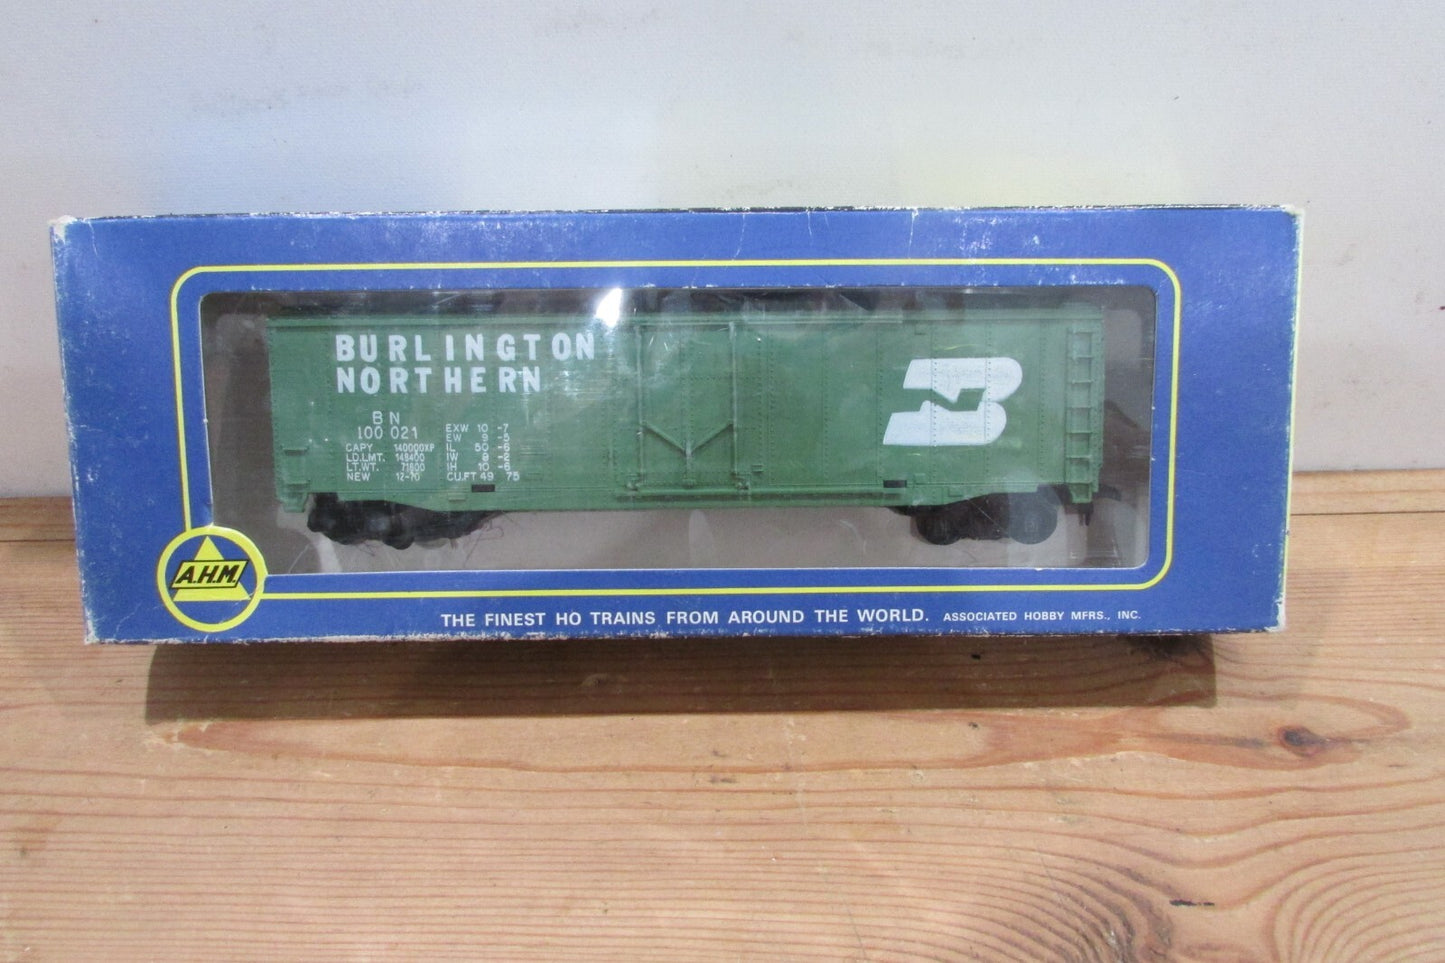 BURLINGTON
NORTHERN
BN
100 021
CAPY 140000XP
LD.LMT. 148400
LT.WT. 71600
NEW 12-70
EXW 10 -7
EW 9 -5
IL 50 -6
IW 9 -2
IH 10 -6
CU.FT 49 75
A.H.M.
THE FINEST HO TRAINS FROM AROUND THE WORLD. ASSOCIATED HOBBY MFRS., INC.